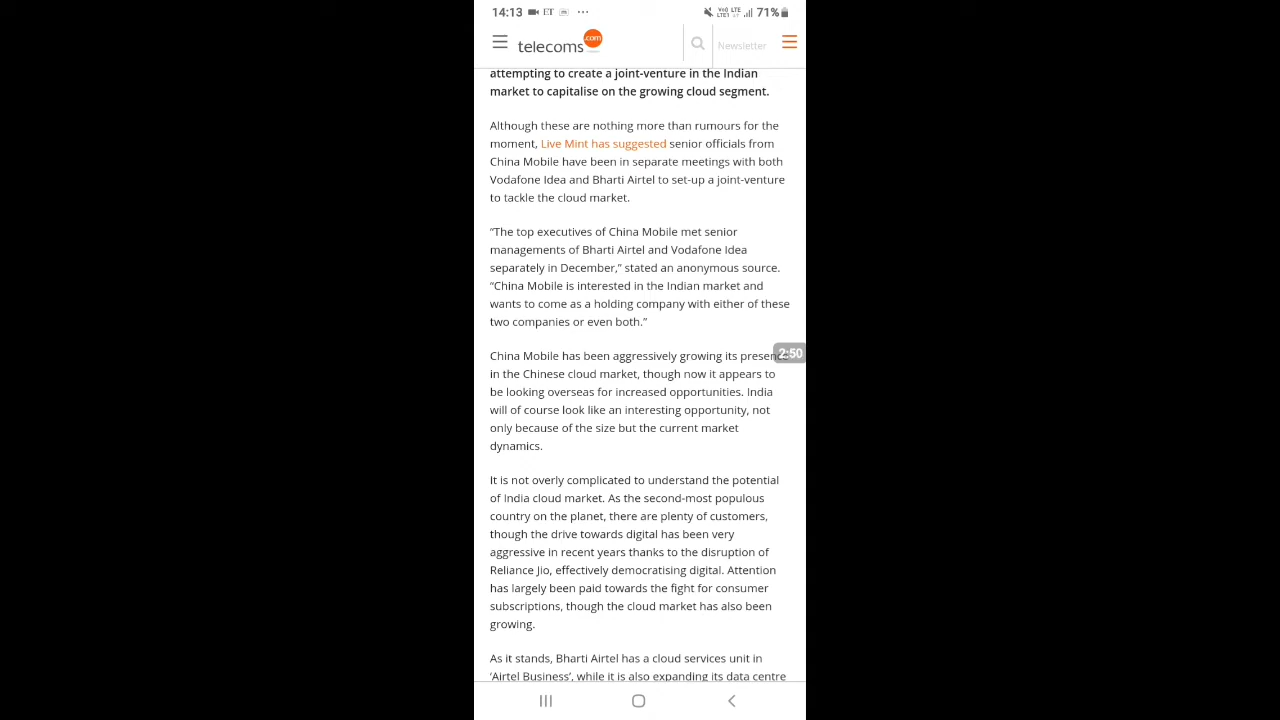 14:13 ET ... Vo)) LTE LTE1 71%
telecoms .com Newsletter
attempting to create a joint-venture in the Indian
market to capitalise on the growing cloud segment.
Although these are nothing more than rumours for the
moment, Live Mint has suggested senior officials from
China Mobile have been in separate meetings with both
Vodafone Idea and Bharti Airtel to set-up a joint-venture
to tackle the cloud market.
“The top executives of China Mobile met senior
managements of Bharti Airtel and Vodafone Idea
separately in December,” stated an anonymous source.
“China Mobile is interested in the Indian market and
wants to come as a holding company with either of these
two companies or even both.”
China Mobile has been aggressively growing its presence
2:50
in the Chinese cloud market, though now it appears to
be looking overseas for increased opportunities. India
will of course look like an interesting opportunity, not
only because of the size but the current market
dynamics.
It is not overly complicated to understand the potential
of India cloud market. As the second-most populous
country on the planet, there are plenty of customers,
though the drive towards digital has been very
aggressive in recent years thanks to the disruption of
Reliance Jio, effectively democratising digital. Attention
has largely been paid towards the fight for consumer
subscriptions, though the cloud market has also been
growing.
As it stands, Bharti Airtel has a cloud services unit in
‘Airtel Business’, while it is also expanding its data centre